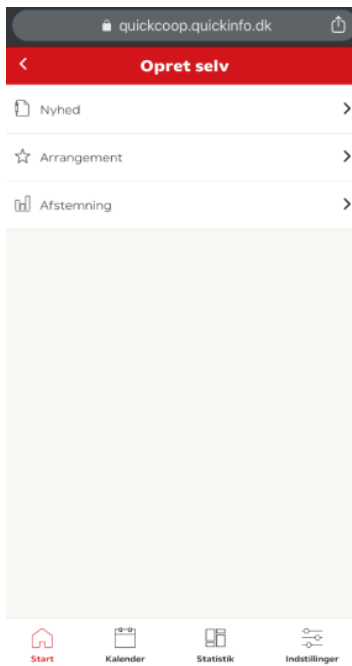 quickcoop.quickinfo.dk
Opret selv
Nyhed
Arrangement
Afstemning
Start
Kalender
Statistik
Indstillinger